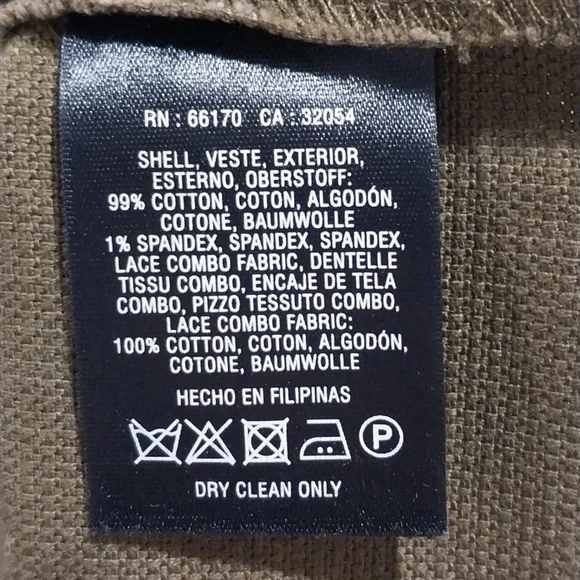 RN : 66170 CA : 32054
SHELL, VESTE, EXTERIOR,
ESTERNO, OBERSTOFF:
99% COTTON, COTON, ALGODÓN,
COTONE, BAUMWOLLE
1% SPANDEX, SPANDEX, SPANDEX,
LACE COMBO FABRIC, DENTELLE
TISSU COMBO, ENCAJE DE TELA
COMBO, PIZZO TESSUTO COMBO,
LACE COMBO FABRIC:
100% COTTON, COTON, ALGODÓN,
COTONE, BAUMWOLLE
HECHO EN FILIPINAS
P
DRY CLEAN ONLY